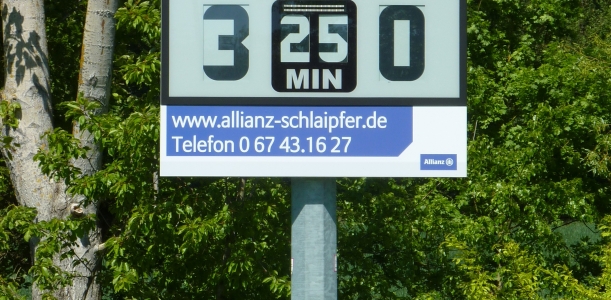 3 25 0
MIN
www.allianz-schlaipfer.de
Telefon 0 67 43.16 27
Allianz